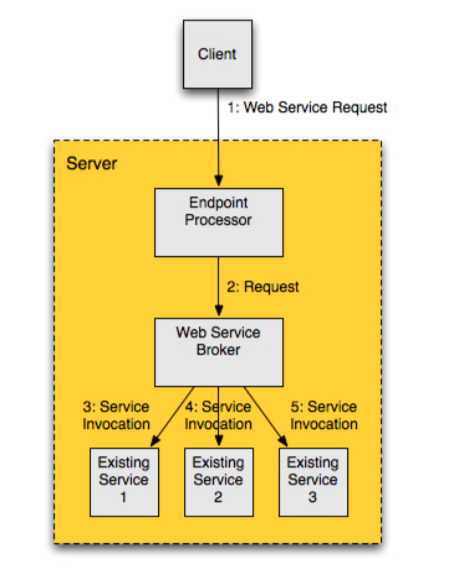 Client
1: Web Service Request
Server
Endpoint
Processor
2: Request
Web Service
Broker
3: Service
Invocation
4: Service
Invocation
5: Service
Invocation
Existing
Service
1
Existing
Service
2
Existing
Service
3